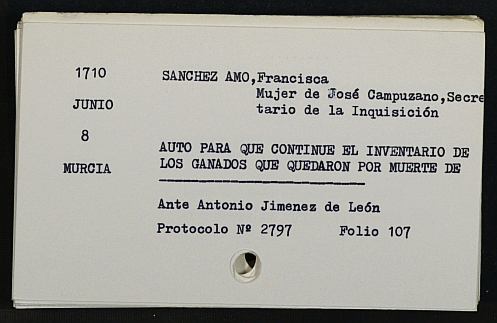 1710
JUNIO
8
MURCIA
SANCHEZ AMO,Francisca
Mujer de José Campuzano,Secre
tario de la Inquisición
AUTO PARA QUE CONTINUE EL INVENTARIO DE
LOS GANADOS QUE QUEDARON POR MUERTE DE
Ante Antonio Jimenez de León
Protocolo Nº 2797 Folio 107